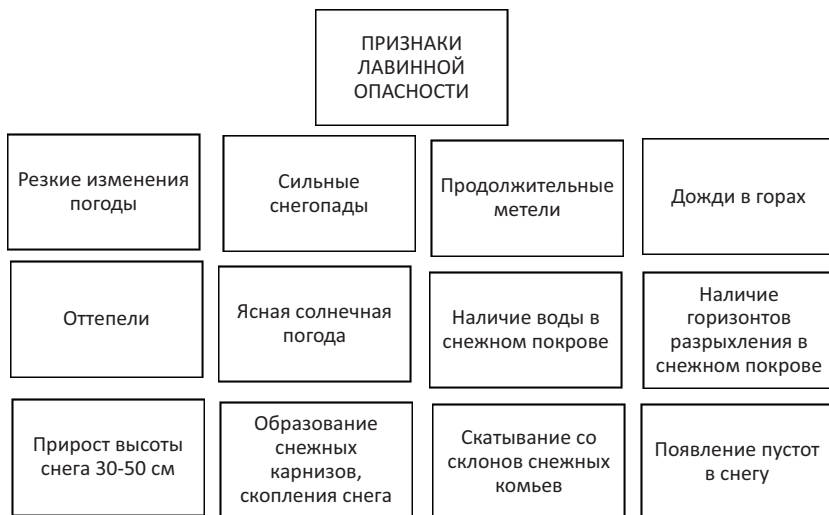 ПРИЗНАКИ
ЛАВИННОЙ
ОПАСНОСТИ
Резкие изменения
погоды
Сильные
снегопады
Продолжительные
метели
Дожди в горах
Оттепели
Ясная солнечная
погода
Наличие воды в
снежном покрове
Наличие
горизонтов
разрыхления в
снежном покрове
Прирост высоты
снега 30-50 см
Образование
снежных
карнизов,
скопления снега
Скатывание со
склонов снежных
комьев
Появление пустот
в снегу